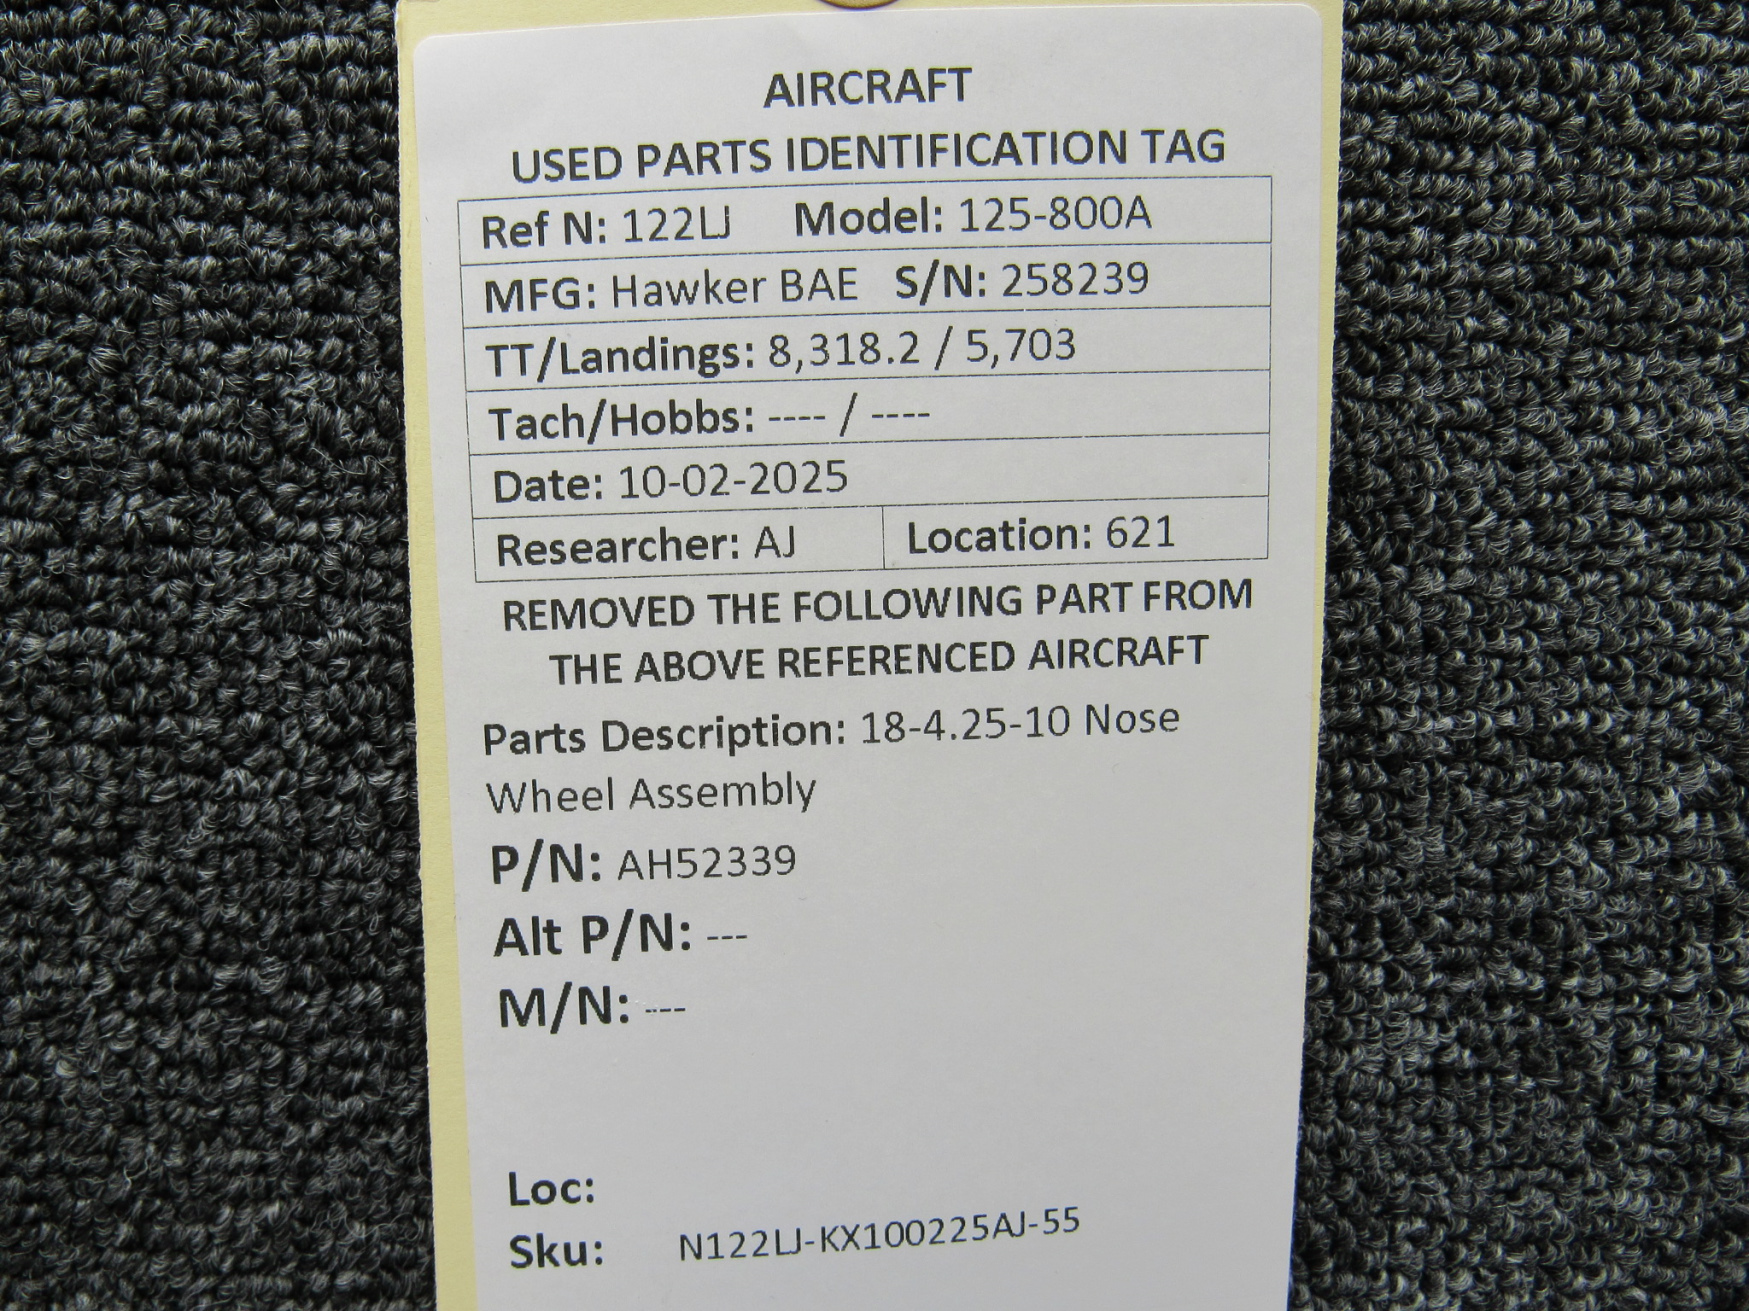 AIRCRAFT
USED PARTS IDENTIFICATION TAG
Ref N: 122LJ Model: 125-800A
MFG: Hawker BAE S/N: 258239
TT/Landings: 8,318.2 / 5,703
Tach/Hobbs: ---- / ----
Date: 10-02-2025
Researcher: AJ Location: 621
REMOVED THE FOLLOWING PART FROM
THE ABOVE REFERENCED AIRCRAFT
Parts Description: 18-4.25-10 Nose
Wheel Assembly
P/N: AH52339
Alt P/N: ---
M/N: ---
Loc:
Sku: N122LJ-KX100225AJ-55